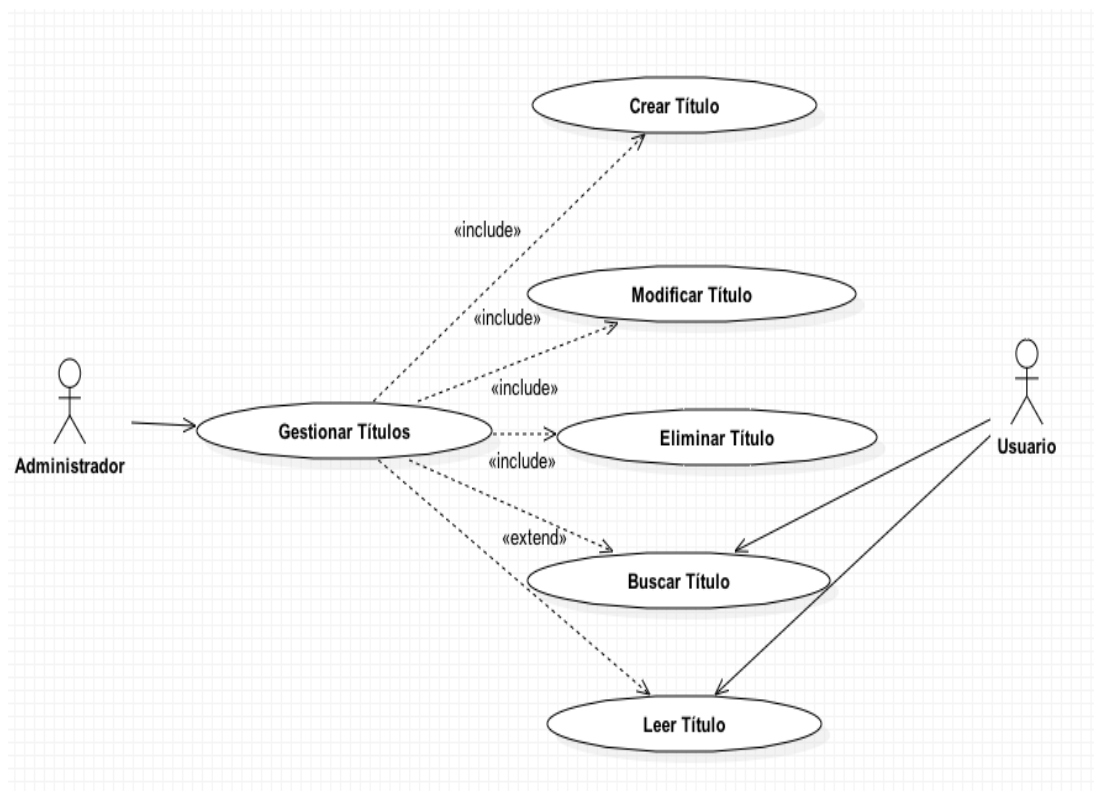 Crear Título
«include»
Modificar Título
«include»
«include»
Gestionar Títulos
Eliminar Título
Administrador
Usuario
«include»
«extend»
Buscar Título
Leer Título